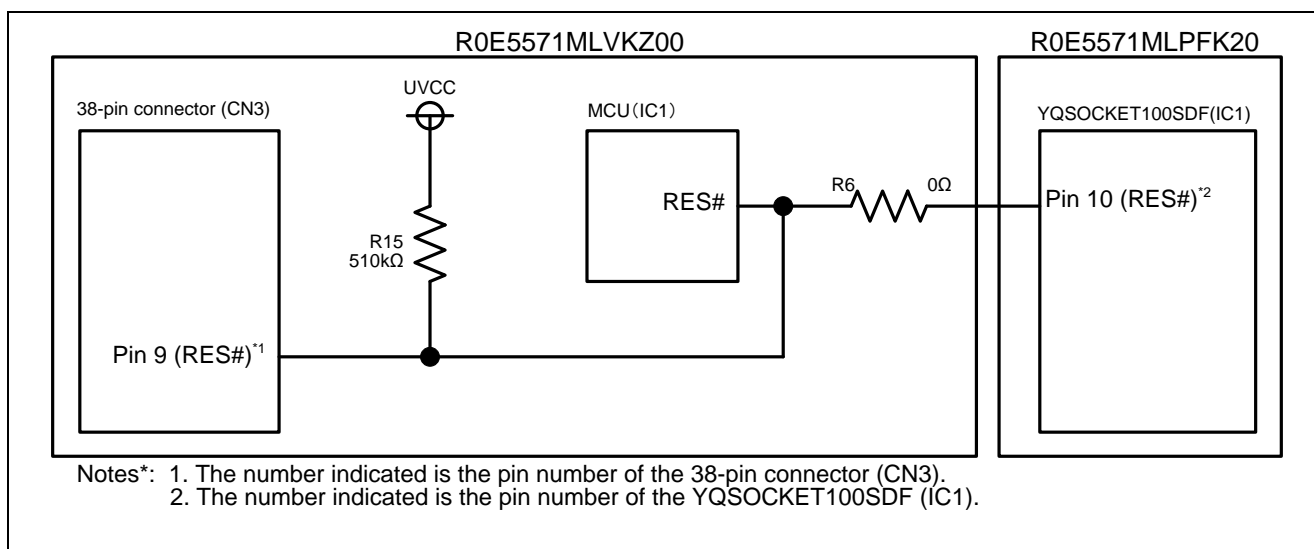 R0E5571MLVKZ00
R0E5571MLPFK20
38-pin connector (CN3)
UVCC
MCU(IC1)
YQSOCKET100SDF(IC1)
RES#
R6 0Ω
Pin 10 (RES#)*2
R15
510kΩ
Pin 9 (RES#)*1
Notes*: 1. The number indicated is the pin number of the 38-pin connector (CN3).
2. The number indicated is the pin number of the YQSOCKET100SDF (IC1).